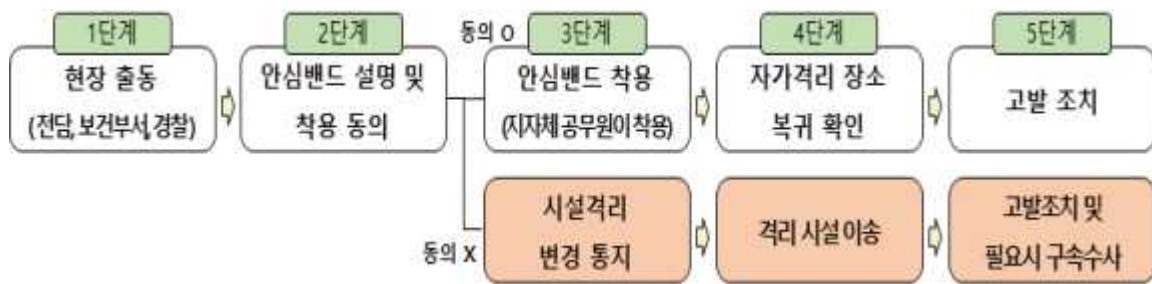 1단계
현장 출동
(전담, 보건부서, 경찰)
2단계
안심밴드 설명 및
착용 동의
동의 O
3단계
안심밴드 착용
(지자체 공무원이 착용)
4단계
자가격리 장소
복귀 확인
5단계
고발 조치
동의 X
시설격리
변경 통지
격리 시설 이송
고발조치 및
필요시 구속수사